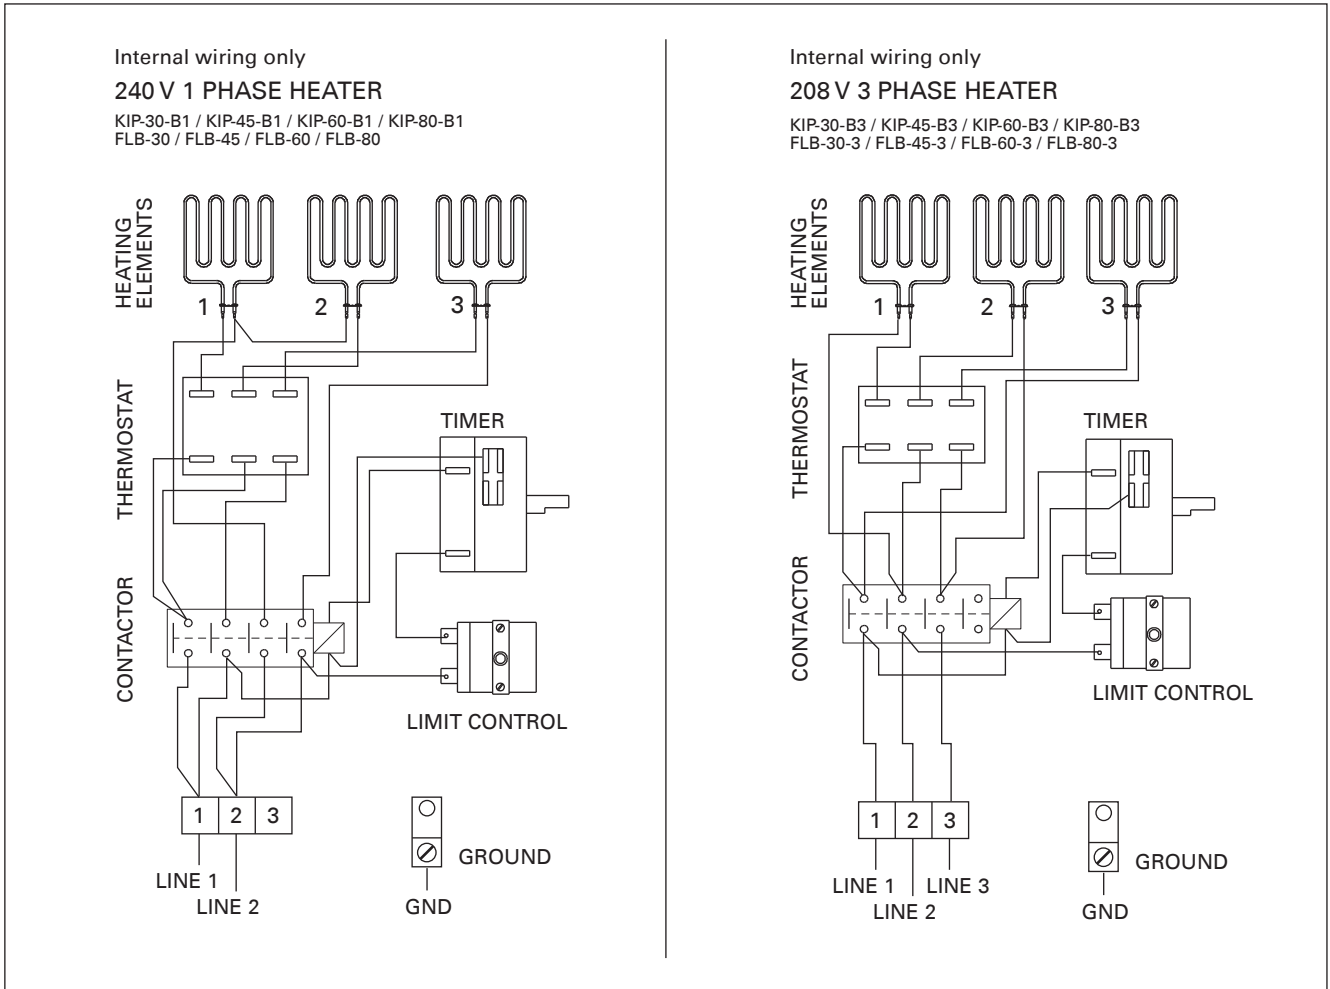 Internal wiring only
240 V 1 PHASE HEATER
KIP-30-B1 / KIP-45-B1 / KIP-60-B1 / KIP-80-B1
FLB-30 / FLB-45 / FLB-60 / FLB-80
HEATING
ELEMENTS
1
2
3
THERMOSTAT
TIMER
CONTACTOR
LIMIT CONTROL
1 2 3
GROUND
LINE 1
LINE 2
GND
Internal wiring only
208 V 3 PHASE HEATER
KIP-30-B3 / KIP-45-B3 / KIP-60-B3 / KIP-80-B3
FLB-30-3 / FLB-45-3 / FLB-60-3 / FLB-80-3
HEATING
ELEMENTS
1
2
3
THERMOSTAT
TIMER
CONTACTOR
LIMIT CONTROL
1 2 3
GROUND
LINE 1 LINE 3
LINE 2
GND